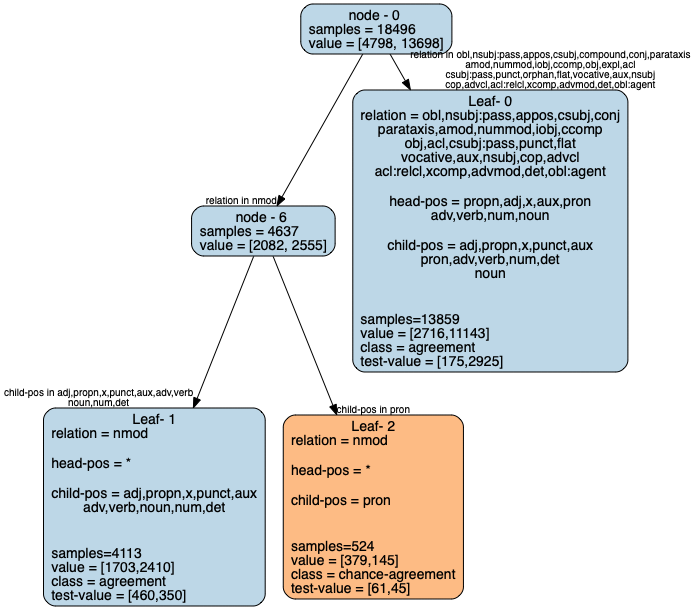 node - 0
samples = 18496
value = [4798, 13698]
relation in obl,nsubj:pass,appos,csubj,compound,conj,parataxis
amod,nummod,iobj,ccomp,obj,expl,acl
csubj:pass,punct,orphan,flat,vocative,aux,nsubj
cop,advcl,acl:relcl,xcomp,advmod,det,obl:agent
Leaf- 0
relation = obl,nsubj:pass,appos,csubj,conj
parataxis,amod,nummod,iobj,ccomp
obj,acl,csubj:pass,punct,flat
vocative,aux,nsubj,cop,advcl
acl:relcl,xcomp,advmod,det,obl:agent
head-pos = propn,adj,x,aux,pron
adv,verb,num,noun
child-pos = adj,propn,x,punct,aux
pron,adv,verb,num,det
noun
samples=13859
value = [2716,11143]
class = agreement
test-value = [175,2925]
relation in nmod
node - 6
samples = 4637
value = [2082, 2555]
child-pos in adj,propn,x,punct,aux,adv,verb
noun,num,det
Leaf- 1
relation = nmod
head-pos = *
child-pos = adj,propn,x,punct,aux
adv,verb,noun,num,det
samples=4113
value = [1703,2410]
class = agreement
test-value = [460,350]
child-pos in pron
Leaf- 2
relation = nmod
head-pos = *
child-pos = pron
samples=524
value = [379,145]
class = chance-agreement
test-value = [61,45]